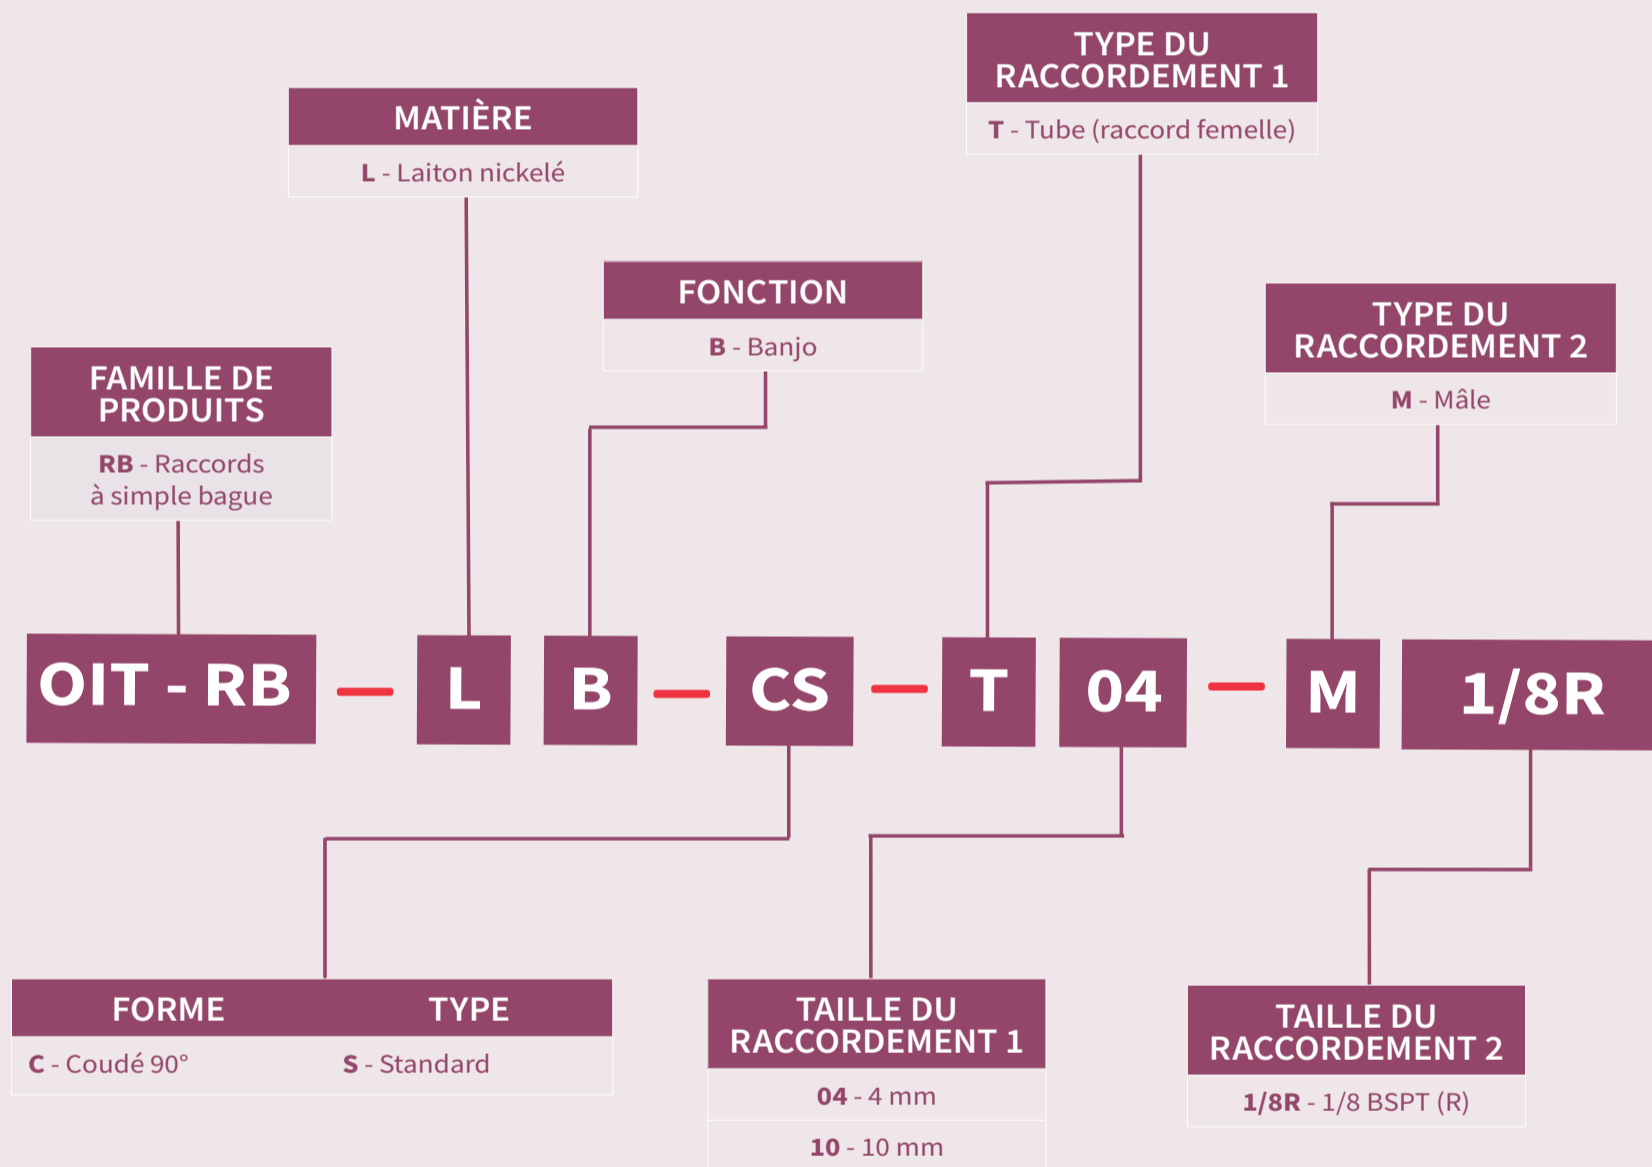 TYPE DU
RACCORDEMENT 1
T - Tube (raccord femelle)
MATIÈRE
L - Laiton nickelé
FONCTION
B - Banjo
TYPE DU
RACCORDEMENT 2
M - Mâle
FAMILLE DE
PRODUITS
RB - Raccords
à simple bague
OIT - RB — L B — CS — T 04 — M 1/8R
FORME TYPE
C - Coudé 90° S - Standard
TAILLE DU
RACCORDEMENT 1
04 - 4 mm
10 - 10 mm
TAILLE DU
RACCORDEMENT 2
1/8R - 1/8 BSPT (R)